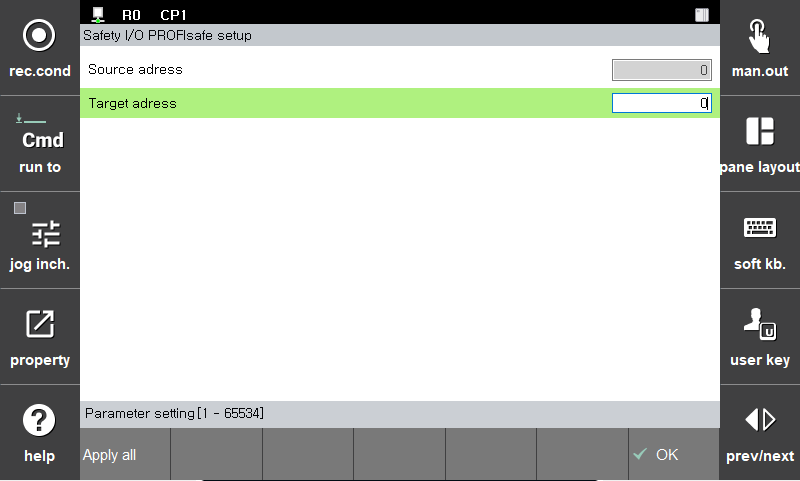 R0 CP1
Safety I/O PROFIsafe setup
rec.cond
Source adress 0
man.out
Target adress 0
Cmd
run to
pane layout
jog inch.
soft kb.
property
U
user key
Parameter setting[1 - 65534]
?
help
Apply all
OK
prev/next